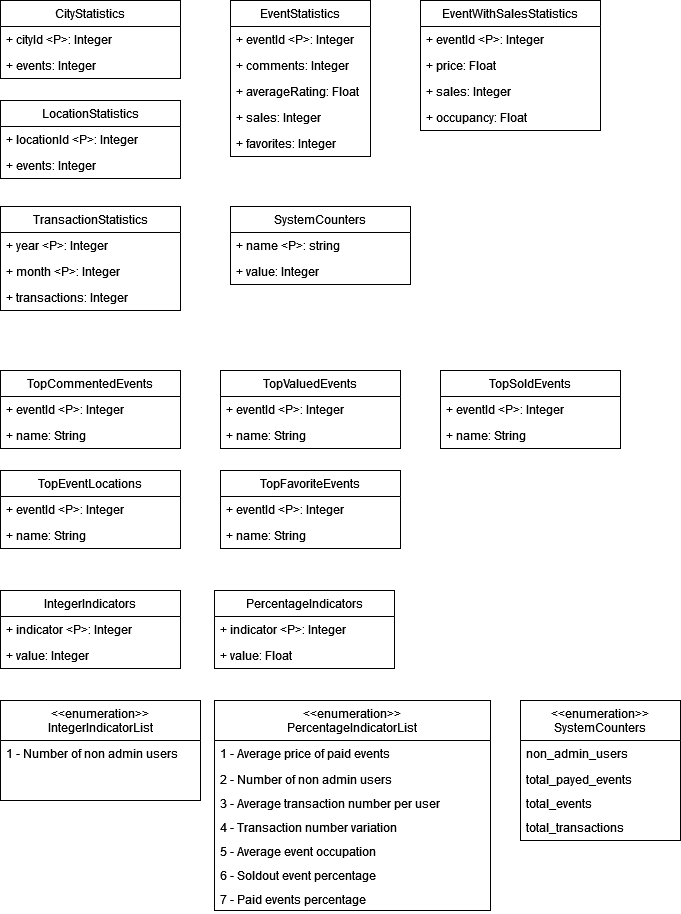 CityStatistics
+ cityId <P>: Integer
+ events: Integer
EventStatistics
+ eventId <P>: Integer
+ comments: Integer
+ averageRating: Float
+ sales: Integer
+ favorites: Integer
EventWithSalesStatistics
+ eventId <P>: Integer
+ price: Float
+ sales: Integer
+ occupancy: Float
LocationStatistics
+ locationId <P>: Integer
+ events: Integer
TransactionStatistics
+ year <P>: Integer
+ month <P>: Integer
+ transactions: Integer
SystemCounters
+ name <P>: string
+ value: Integer
TopCommentedEvents
+ eventId <P>: Integer
+ name: String
TopValuedEvents
+ eventId <P>: Integer
+ name: String
TopSoldEvents
+ eventId <P>: Integer
+ name: String
TopEventLocations
+ eventId <P>: Integer
+ name: String
TopFavoriteEvents
+ eventId <P>: Integer
+ name: String
IntegerIndicators
+ indicator <P>: Integer
+ value: Integer
PercentageIndicators
+ indicator <P>: Integer
+ value: Float
<<enumeration>>
IntegerIndicatorList
1 - Number of non admin users
<<enumeration>>
PercentageIndicatorList
1 - Average price of paid events
2 - Number of non admin users
3 - Average transaction number per user
4 - Transaction number variation
5 - Average event occupation
6 - Soldout event percentage
7 - Paid events percentage
<<enumeration>>
SystemCounters
non_admin_users
total_payed_events
total_events
total_transactions